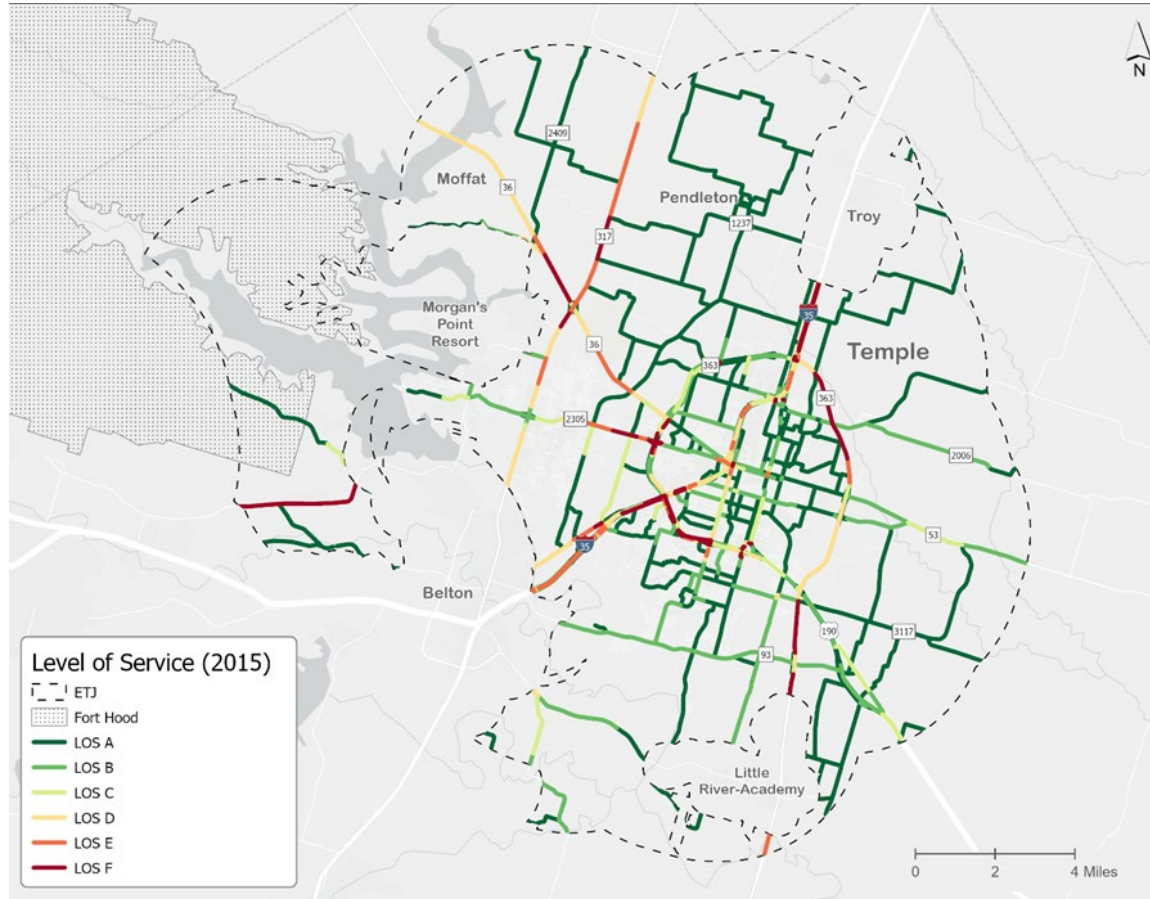 N
2409
Moffat
36
Pendleton
1237
Troy
317
35
Morgan's
Point
Resort
Temple
36
363
363
2305
2006
53
35
Belton
190
3117
93
Little
River-Academy
Level of Service (2015)
ETJ
Fort Hood
LOS A
LOS B
LOS C
LOS D
LOS E
LOS F
0 2 4 Miles